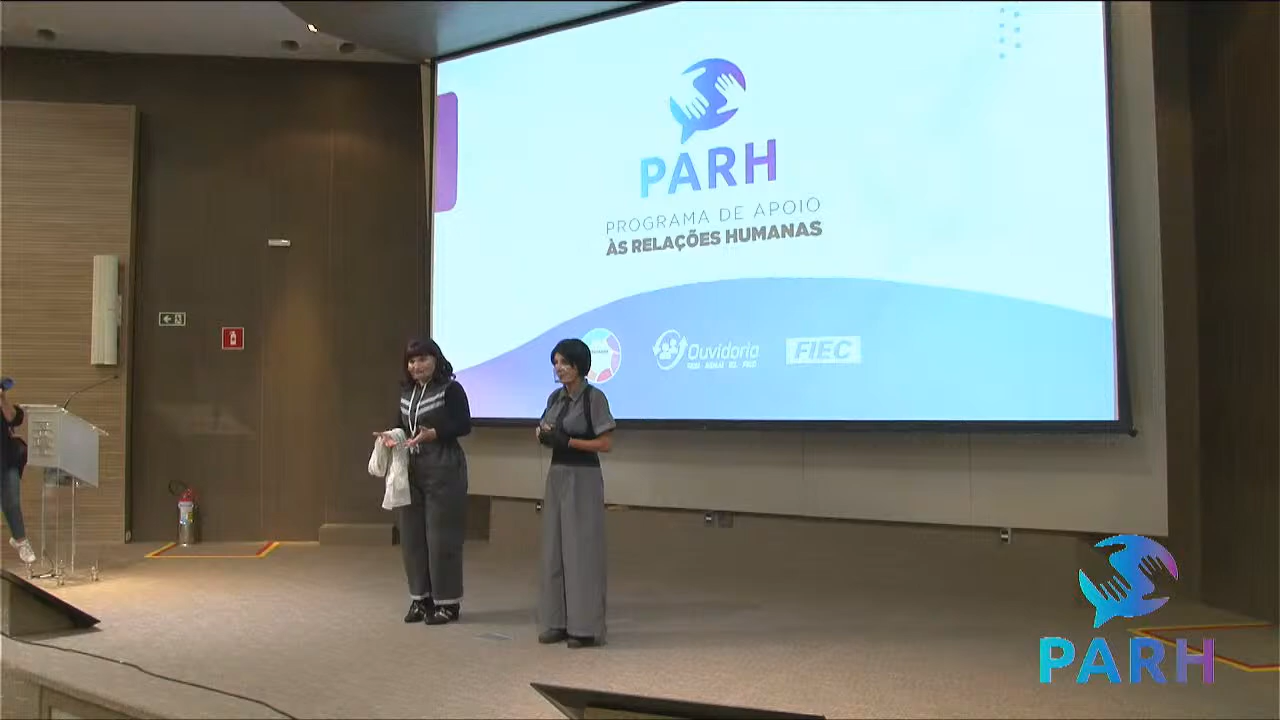 PARH
PROGRAMA DE APOIO
ÀS RELAÇÕES HUMANAS
Ouvidoria
FIEC
PARH